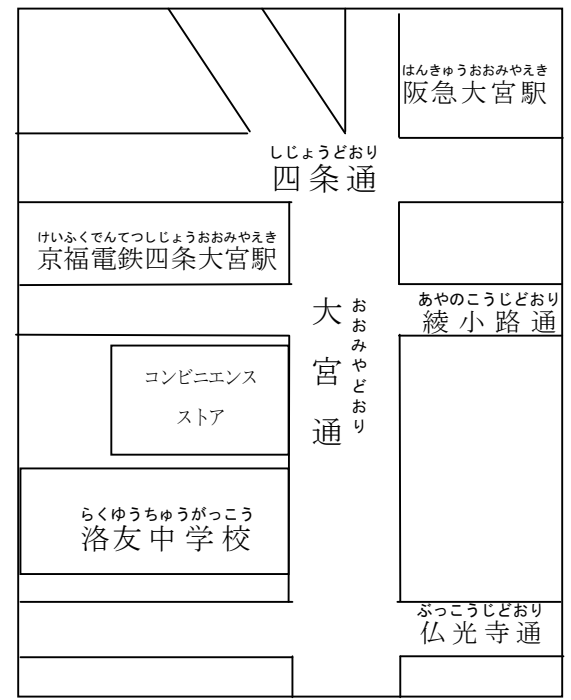 はんきゅうおおみやえき
阪急大宮駅
しじょうどおり
四条通
けいふくでんてつしじょうおおみやえき
京福電鉄四条大宮駅
あやのこうじどおり
綾小路通
大宮通
おおみやどおり
コンビニエンス
ストア
らくゆうちゅうがっこう
洛友中学校
ぶっこうじどおり
仏光寺通